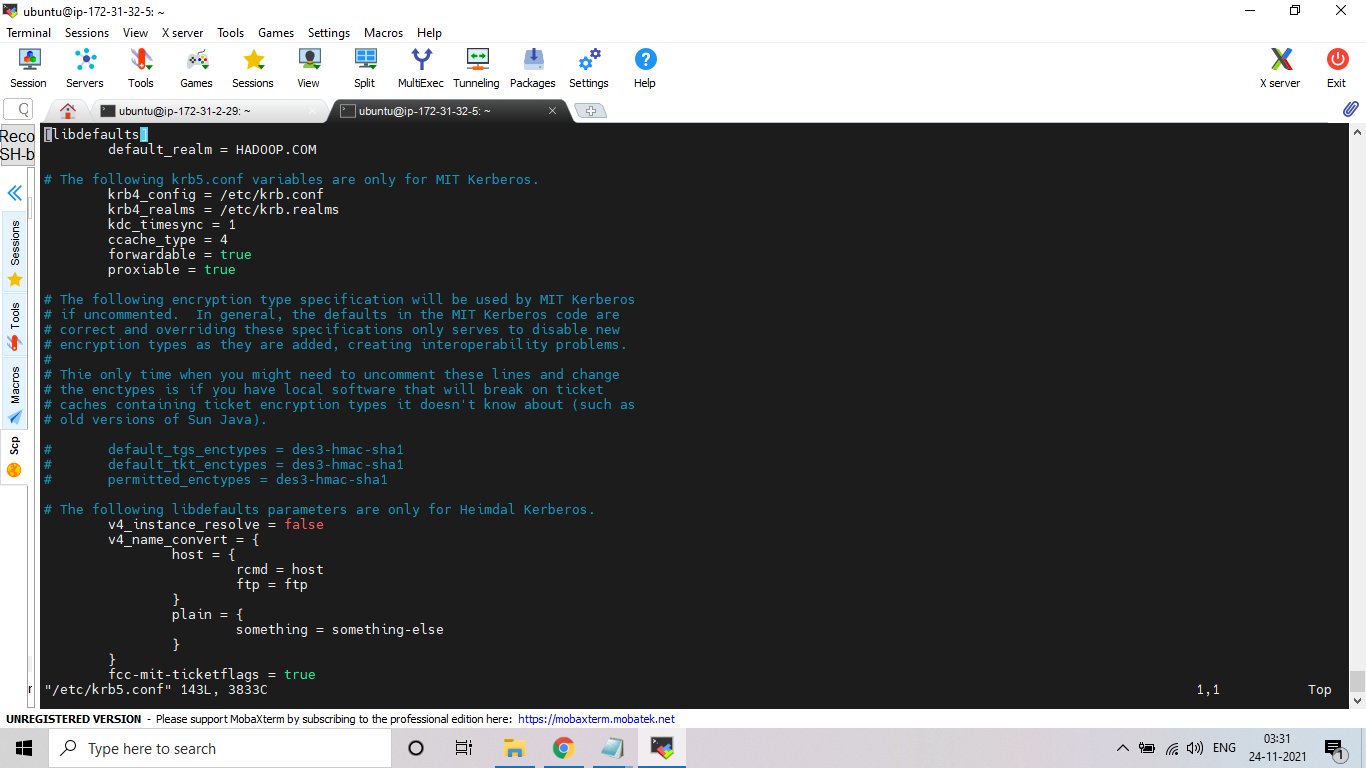 ubuntu@ip-172-31-32-5: ~
Terminal Sessions View X server Tools Games Settings Macros Help
Session Servers Tools Games Sessions View Split MultiExec Tunneling Packages Settings Help X server Exit
ubuntu@ip-172-31-2-29: ~
ubuntu@ip-172-31-32-5: ~
Reco
SH-b
Sessions
Tools
Macros
Scp
[libdefaults]
default_realm = HADOOP.COM
# The following krb5.conf variables are only for MIT Kerberos.
krb4_config = /etc/krb.conf
krb4_realms = /etc/krb.realms
kdc_timesync = 1
ccache_type = 4
forwardable = true
proxiable = true
# The following encryption type specification will be used by MIT Kerberos
# if uncommented.  In general, the defaults in the MIT Kerberos code are
# correct and overriding these specifications only serves to disable new
# encryption types as they are added, creating interoperability problems.
#
# Thie only time when you might need to uncomment these lines and change
# the enctypes is if you have local software that will break on ticket
# caches containing ticket encryption types it doesn't know about (such as
# old versions of Sun Java).
# default_tgs_enctypes = des3-hmac-sha1
# default_tkt_enctypes = des3-hmac-sha1
# permitted_enctypes = des3-hmac-sha1
# The following libdefaults parameters are only for Heimdal Kerberos.
v4_instance_resolve = false
v4_name_convert = {
host = {
rcmd = host
ftp = ftp
}
plain = {
something = something-else
}
}
fcc-mit-ticketflags = true
"/etc/krb5.conf" 143L, 3833C 1,1 Top
UNREGISTERED VERSION - Please support MobaXterm by subscribing to the professional edition here: https://mobaxterm.mobatek.net
Type here to search
ENG
03:31
24-11-2021
1